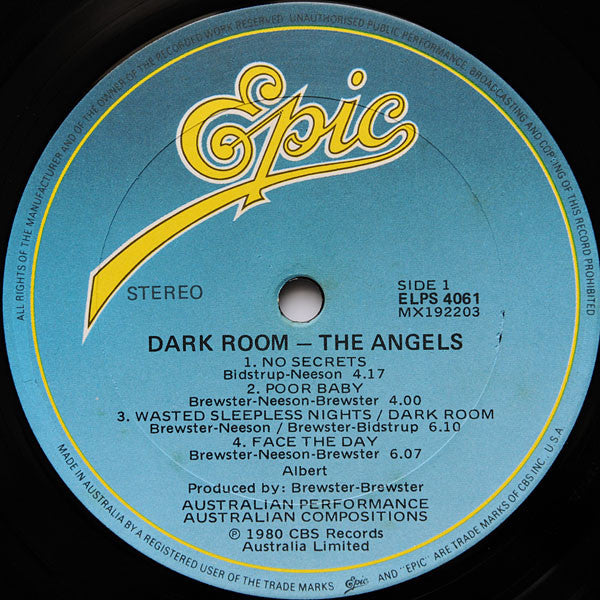 ALL RIGHTS OF THE MANUFACTURER AND OF THE OWNER OF THE RECORDED WORK RESERVED. UNAUTHORISED PUBLIC PERFORMANCE, BROADCASTING AND COPYING OF THIS RECORD PROHIBITED
Epic
STEREO
SIDE 1
ELPS 4061
MX192203
DARK ROOM – THE ANGELS
1. NO SECRETS
Bidstrup-Neeson 4.17
2. POOR BABY
Brewster-Neeson-Brewster 4.00
3. WASTED SLEEPLESS NIGHTS / DARK ROOM
Brewster-Neeson / Brewster-Bidstrup 6.10
4. FACE THE DAY
Brewster-Neeson-Brewster 6.07
Albert
Produced by: Brewster-Brewster
AUSTRALIAN PERFORMANCE
AUSTRALIAN COMPOSITIONS
℗ 1980 CBS Records
Australia Limited
MADE IN AUSTRALIA BY A REGISTERED USER OF THE TRADE MARKS Epic AND "EPIC" ARE TRADE MARKS OF CBS INC. U.S.A